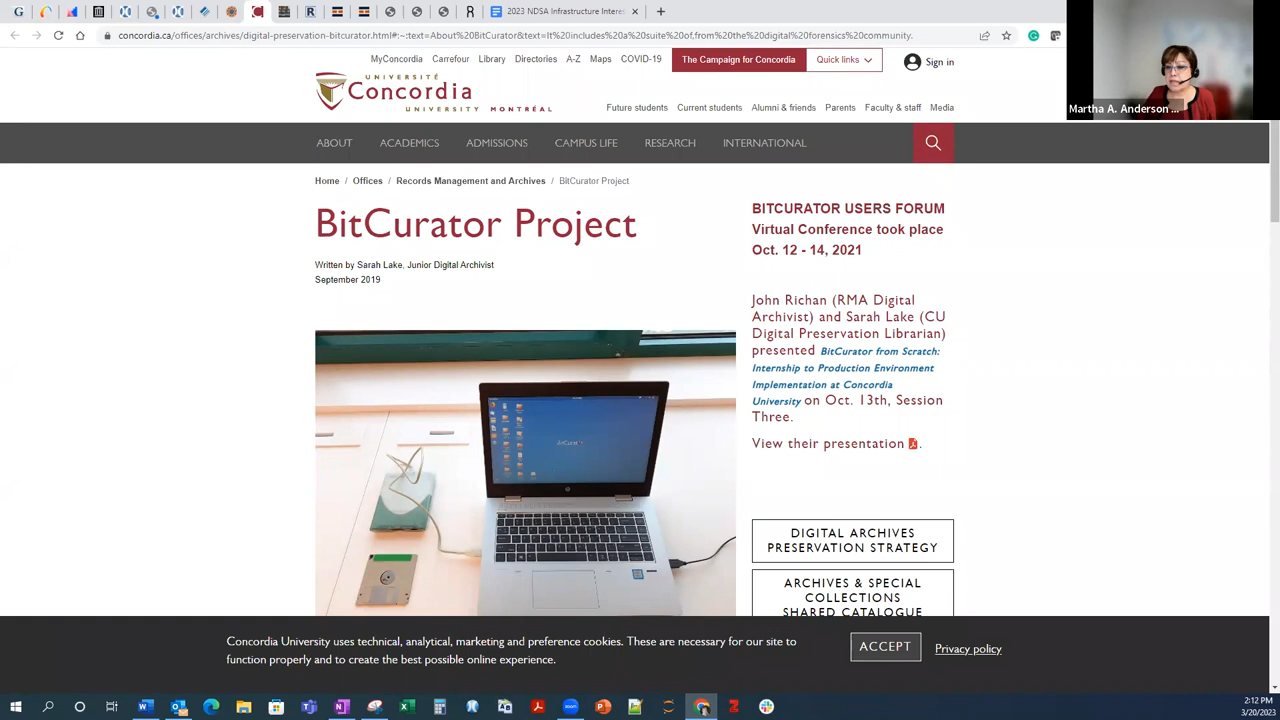 2023 NDSA Infrastructure Interes
concordia.ca/offices/archives/digital-preservation-bitcurator.html#:~:text=About%20BitCurator&text=It%20includes%20a%20suite%20of,from%20the%20digital%20forensics%20community.
MyConcordia Carrefour Library Directories A-Z Maps COVID-19 The Campaign for Concordia Quick links Sign in
UNIVERSITÉ
Concordia
UNIVERSITY MONTRÉAL
Future students Current students Alumni & friends Parents Faculty & staff Media
Martha A. Anderson ...
ABOUT ACADEMICS ADMISSIONS CAMPUS LIFE RESEARCH INTERNATIONAL
Home / Offices / Records Management and Archives / BitCurator Project
BitCurator Project
Written by Sarah Lake, Junior Digital Archivist
September 2019
BitCurator
BITCURATOR USERS FORUM
Virtual Conference took place
Oct. 12 - 14, 2021
John Richan (RMA Digital
Archivist) and Sarah Lake (CU
Digital Preservation Librarian)
presented BitCurator from Scratch:
Internship to Production Environment
Implementation at Concordia
University on Oct. 13th, Session
Three.
View their presentation .
DIGITAL ARCHIVES
PRESERVATION STRATEGY
ARCHIVES & SPECIAL
COLLECTIONS
SHARED CATALOGUE
Concordia University uses technical, analytical, marketing and preference cookies. These are necessary for our site to
function properly and to create the best possible online experience.
ACCEPT
Privacy policy
2:12 PM
3/20/2023